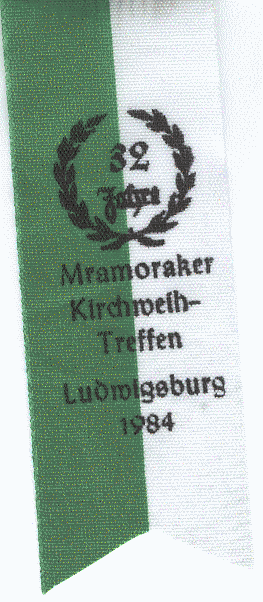 32
Jahre
Mramoraker
Kirchweih-
Treffen
Ludwigsburg
1984